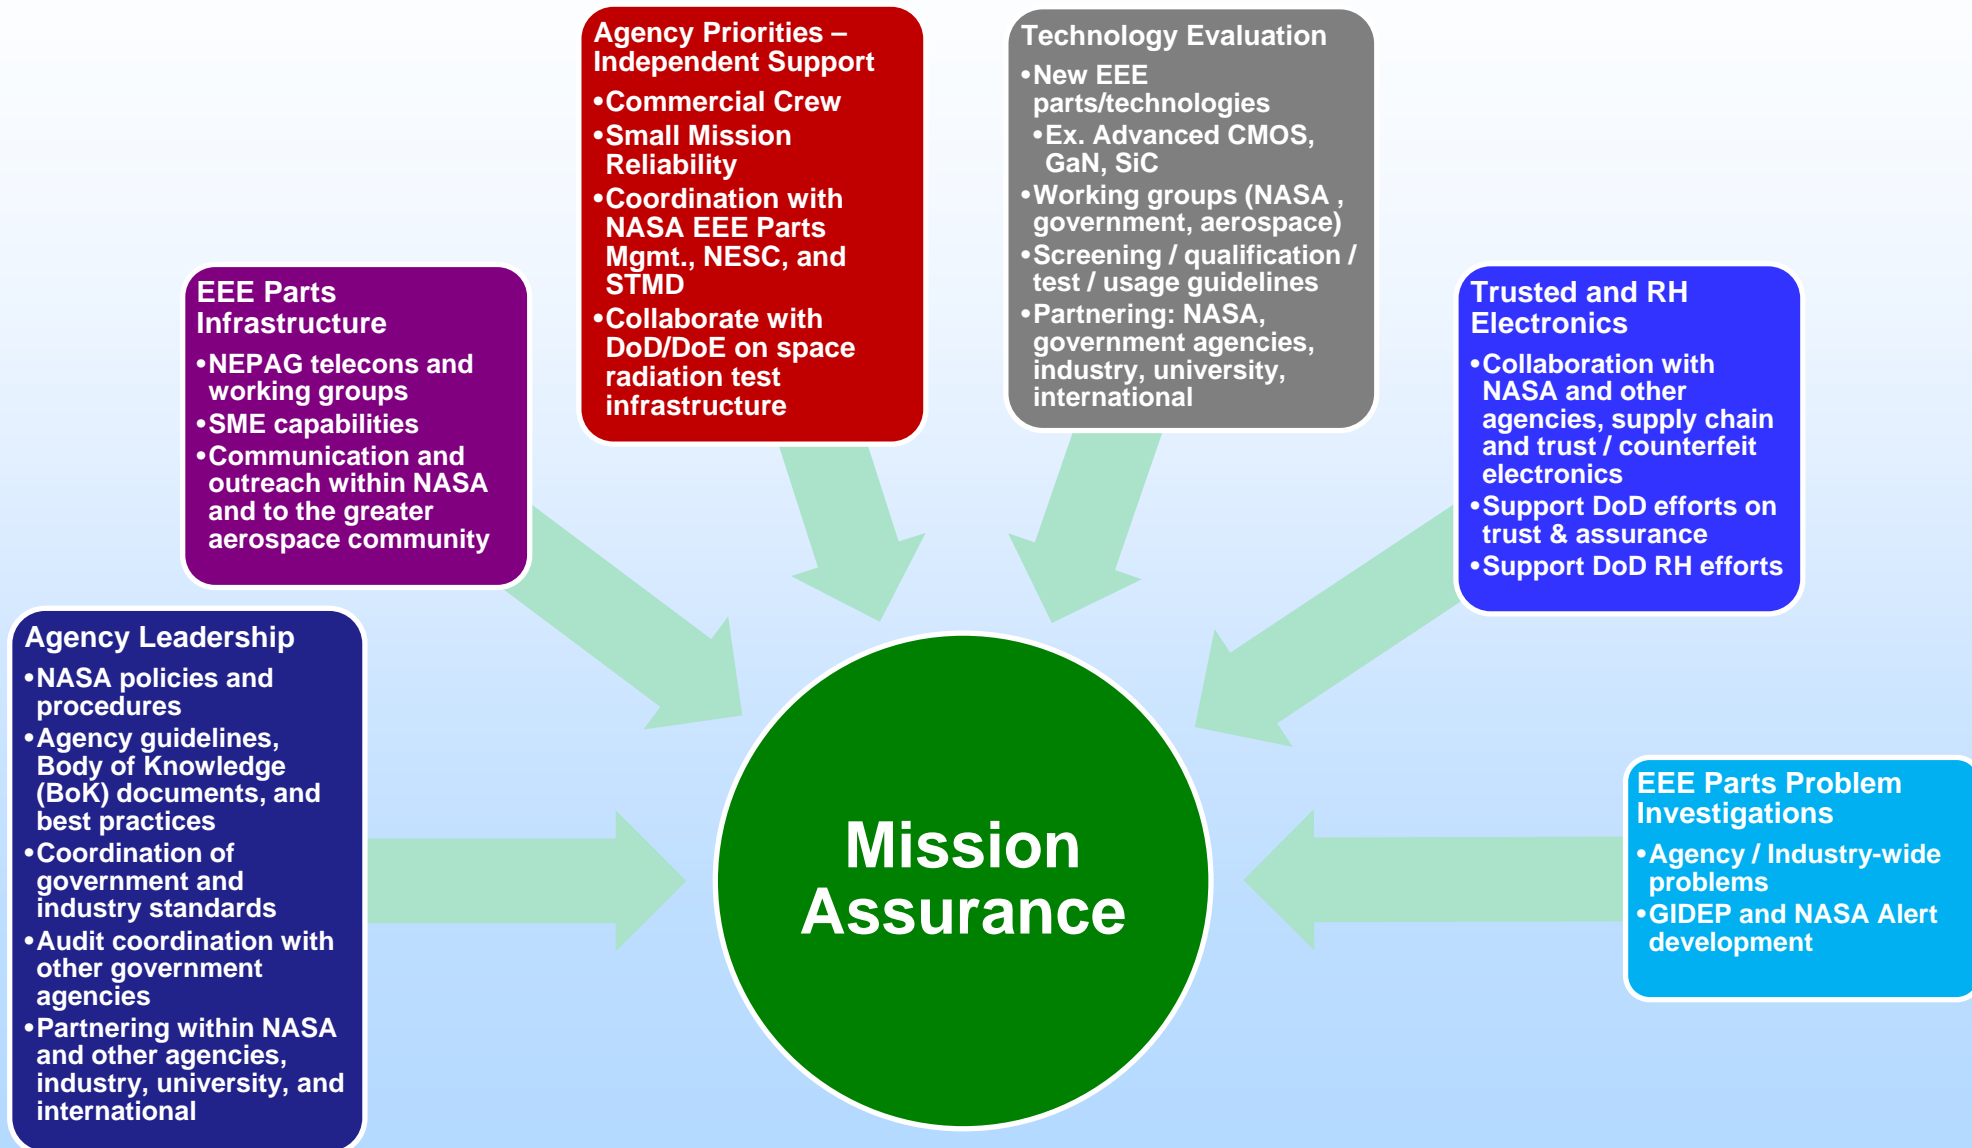 Agency Leadership
•NASA policies and
procedures
•Agency guidelines,
Body of Knowledge
(BoK) documents, and
best practices
•Coordination of
government and
industry standards
•Audit coordination with
other government
agencies
•Partnering within NASA
and other agencies,
industry, university, and
international
EEE Parts
Infrastructure
•NEPAG telecons and
working groups
•SME capabilities
•Communication and
outreach within NASA
and to the greater
aerospace community
Agency Priorities –
Independent Support
•Commercial Crew
•Small Mission
Reliability
•Coordination with
NASA EEE Parts
Mgmt., NESC, and
STMD
•Collaborate with
DoD/DoE on space
radiation test
infrastructure
Technology Evaluation
•New EEE
parts/technologies
•Ex. Advanced CMOS,
GaN, SiC
•Working groups (NASA ,
government, aerospace)
•Screening / qualification /
test / usage guidelines
•Partnering: NASA,
government agencies,
industry, university,
international
Trusted and RH
Electronics
•Collaboration with
NASA and other
agencies, supply chain
and trust / counterfeit
electronics
•Support DoD efforts on
trust & assurance
•Support DoD RH efforts
EEE Parts Problem
Investigations
•Agency / Industry-wide
problems
•GIDEP and NASA Alert
development
Mission
Assurance